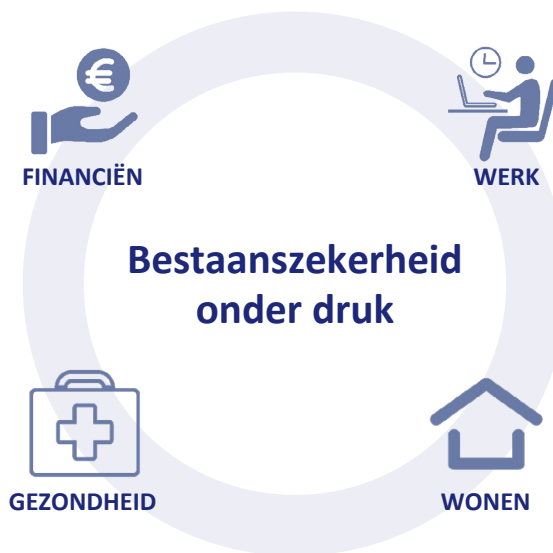 €
FINANCIËN
WERK
Bestaanszekerheid
onder druk
GEZONDHEID
WONEN